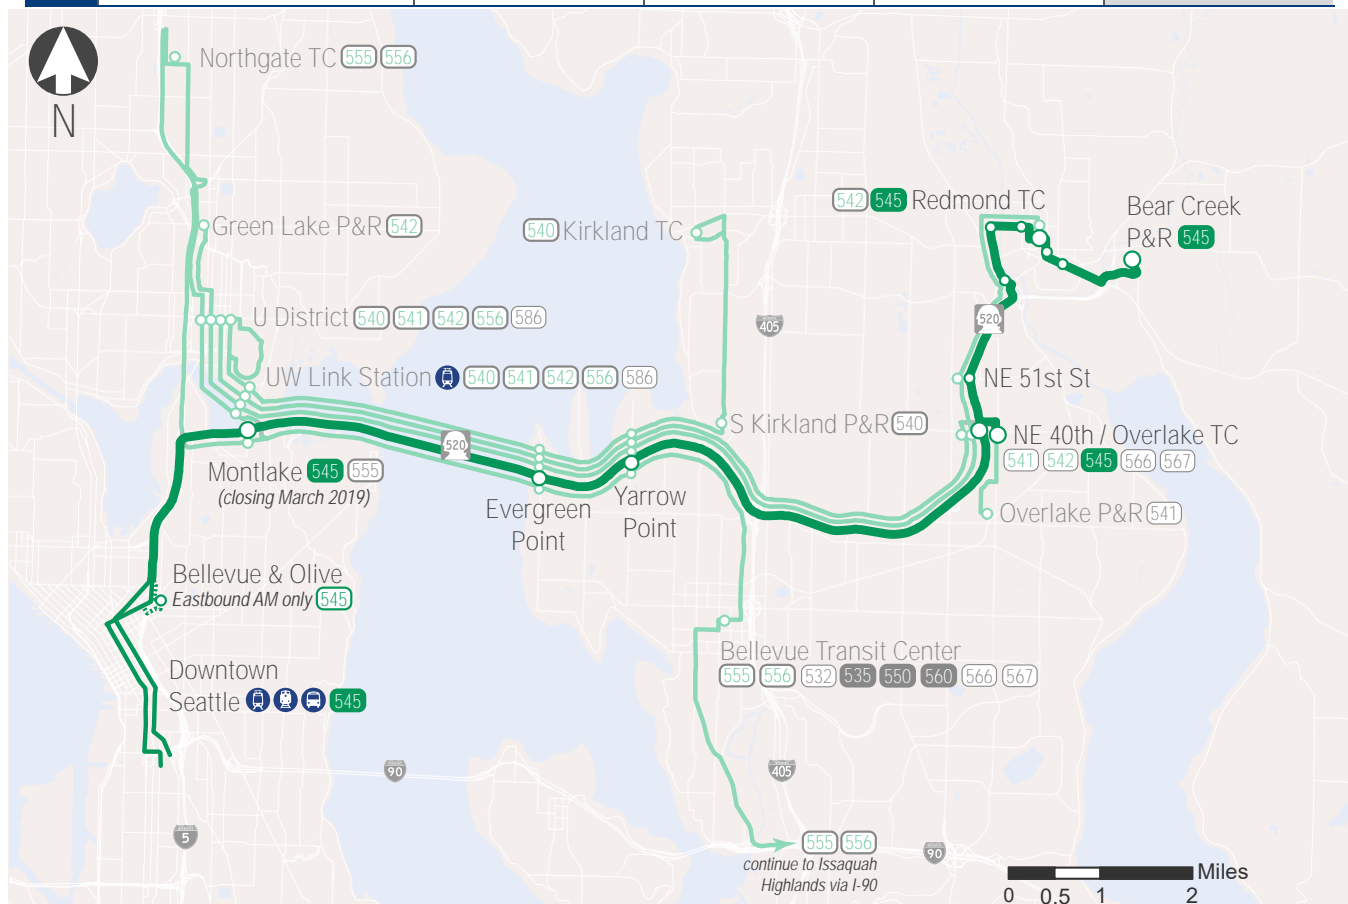 Northgate TC 555 556
N
542 545 Redmond TC
Bear Creek
P&R 545
Green Lake P&R 542
540 Kirkland TC
U District 540 541 542 556 586
520
405
UW Link Station 540 541 542 556 586
NE 51st St
S Kirkland P&R 540
520
NE 40th / Overlake TC
541 542 545 566 567
Montlake 545 555
(closing March 2019)
Evergreen
Point
Yarrow
Point
Overlake P&R 541
Bellevue & Olive
Eastbound AM only 545
Bellevue Transit Center
555 556 532 535 550 560 566 567
Downtown
Seattle 545
90
405
5
555 556
continue to Issaquah
Highlands via I-90
90
Miles
0 0.5 1 2